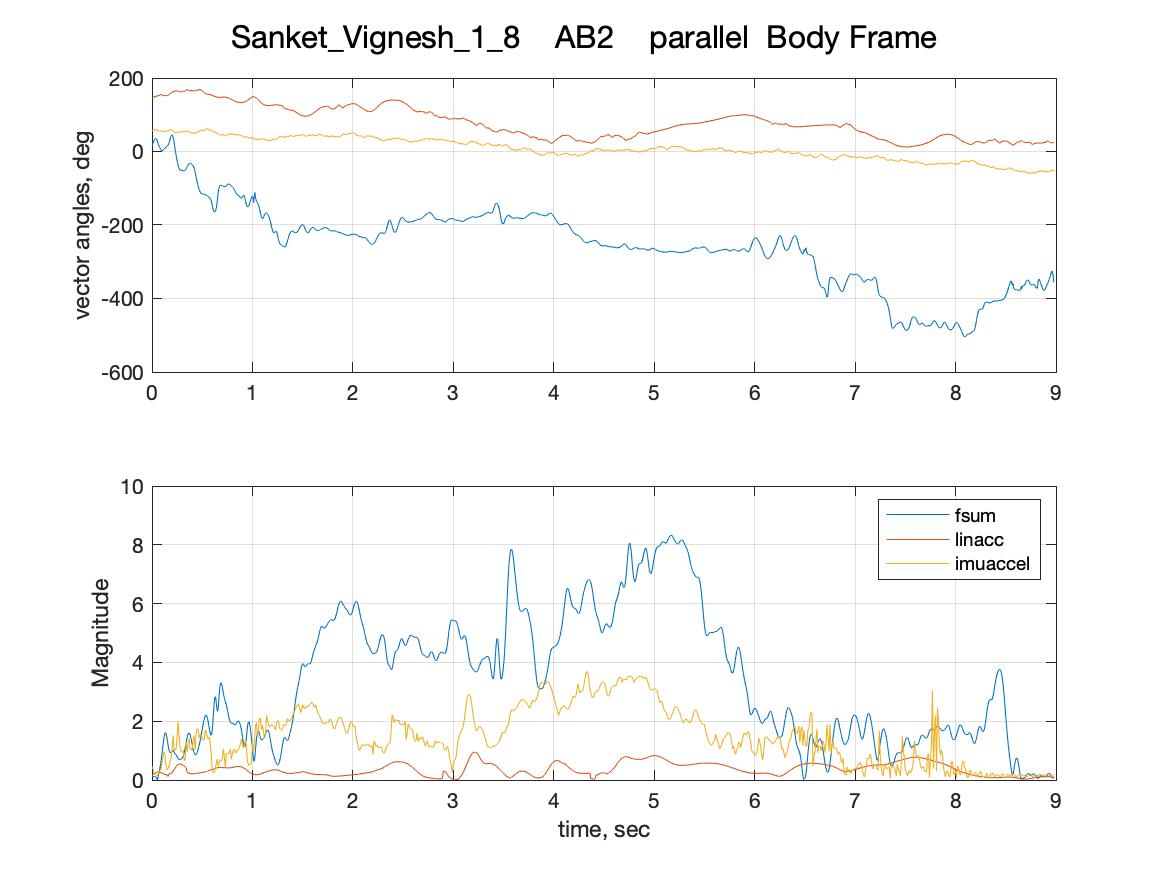 Sanket_Vignesh_1_8 AB2 parallel Body Frame
vector angles, deg
200
0
-200
-400
-600
0 1 2 3 4 5 6 7 8 9
Magnitude
10
8
6
4
2
0
fsum
linacc
imuaccel
0 1 2 3 4 5 6 7 8 9
time, sec